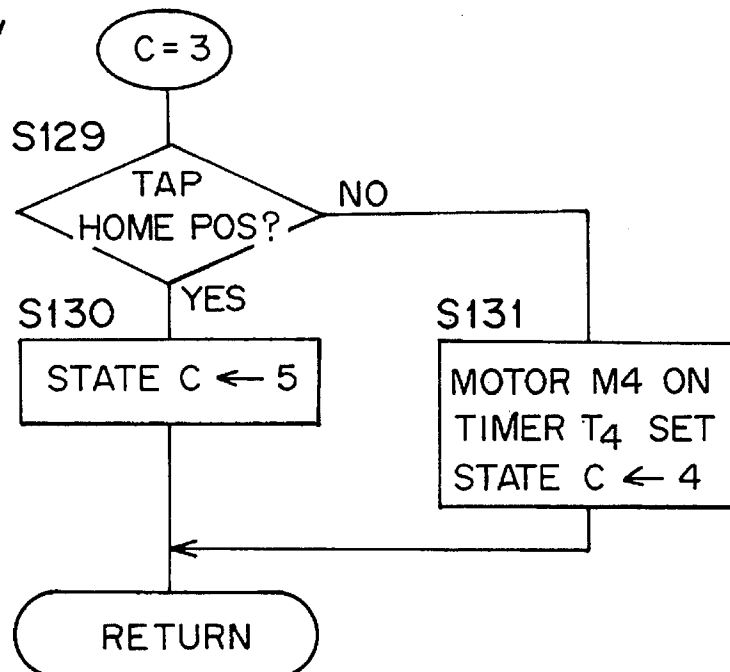 C = 3
S129
TAP
HOME POS?
NO
YES
S130
STATE C ← 5
S131
MOTOR M4 ON
TIMER T4 SET
STATE C ← 4
RETURN